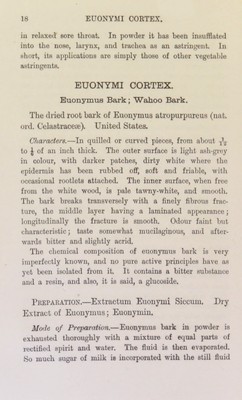 18 EUONYMI CORTEX.
in relaxed sore throat. In powder it has been insufflated
into the nose, larynx, and trachea as an astringent. In
short, its applications are simply those of other vegetable
astringents.
EUONYMI CORTEX.
Euonymus Bark; Wahoo Bark.
The dried root bark of Euonymus atropurpureus (nat.
ord. Celastraceæ). United States.
Characters.—In quilled or curved pieces, from about 1/12
to 1/6 of an inch thick. The outer surface is light ash-grey
in colour, with darker patches, dirty white where the
epidermis has been rubbed off, soft and friable, with
occasional rootlets attached. The inner surface, when free
from the white wood, is pale tawny-white, and smooth.
The bark breaks transversely with a finely fibrous frac-
ture, the middle layer having a laminated appearance;
longitudinally the fracture is smooth. Odour faint but
characteristic; taste somewhat mucilaginous, and after-
wards bitter and slightly acrid.
The chemical composition of euonymus bark is very
imperfectly known, and no pure active principles have as
yet been isolated from it. It contains a bitter substance
and a resin, and also, it is said, a glucoside.
PREPARATION.—Extractum Euonymi Siccum. Dry
Extract of Euonymus; Euonymin.
Mode of Preparation.—Euonymus bark in powder is
exhausted thoroughly with a mixture of equal parts of
rectified spirit and water. The fluid is then evaporated.
So much sugar of milk is incorporated with the still fluid